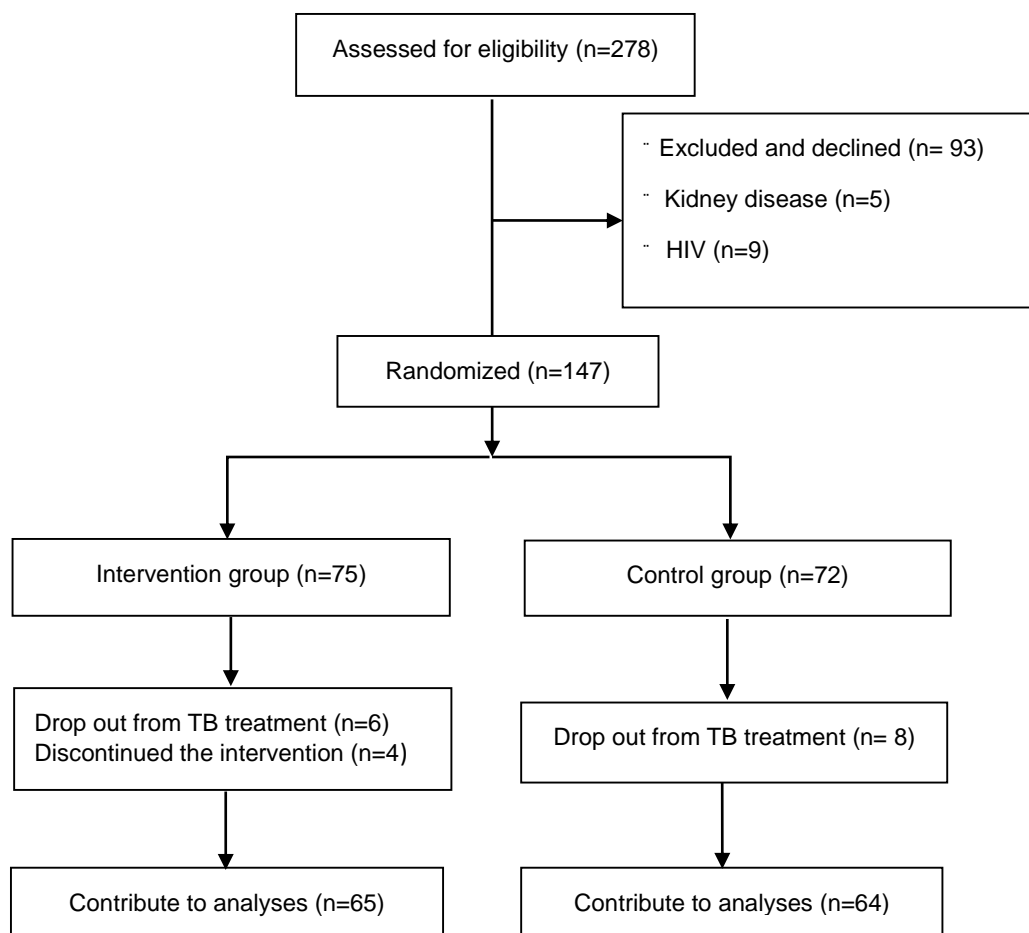 Assessed for eligibility (n=278)
¨ Excluded and declined (n= 93)
¨ Kidney disease (n=5)
¨ HIV (n=9)
Randomized (n=147)
Intervention group (n=75)
Control group (n=72)
Drop out from TB treatment (n=6)
Discontinued the intervention (n=4)
Drop out from TB treatment (n= 8)
Contribute to analyses (n=65)
Contribute to analyses (n=64)